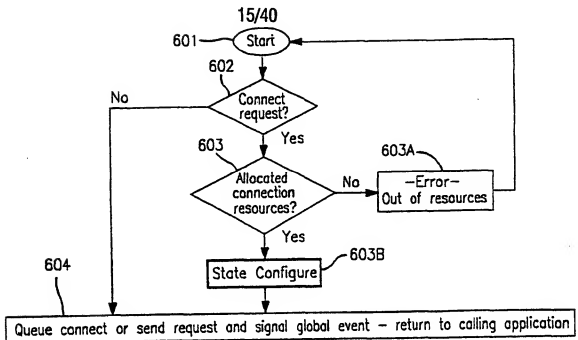 15/40
601
Start
602
No
Connect
request?
Yes
603
603A
Allocated
connection
resources?
No
-Error-
Out of resources
Yes
604
State Configure
603B
Queue connect or send request and signal global event - return to calling application